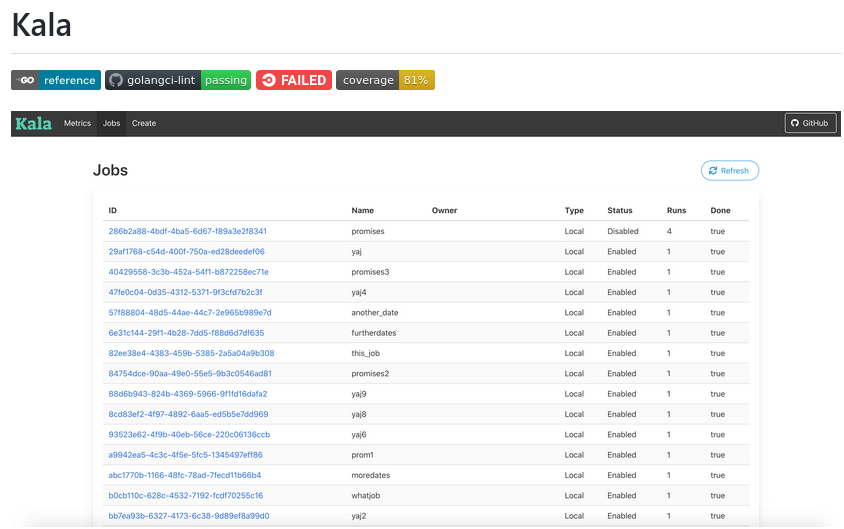 Kala
GO reference golangci-lint passing FAILED coverage 81%
Kala Metrics Jobs Create GitHub
Jobs Refresh
ID Name Owner Type Status Runs Done
286b2a88-4bdf-4ba5-6d67-f89a3e2f8341 promises Local Disabled 4 true
29af1768-c54d-400f-750a-ed28deedef06 yaj Local Enabled 1 true
40429558-3c3b-452a-54f1-b872258ec71e promises3 Local Enabled 1 true
47fe0c04-0d35-4312-5371-9f3cfd7b2c3f yaj4 Local Enabled 1 true
57f88804-48d5-44ae-44c7-2e965b989e7d another_date Local Enabled 1 true
6e31c144-29f1-4b28-7dd5-f88d6d7df635 furtherdates Local Enabled 1 true
82ee38e4-4383-459b-5385-2a5a04a9b308 this_job Local Enabled 1 true
84754dce-90aa-49e0-55e5-9b3c0546ad81 promises2 Local Enabled 1 true
88d6b943-824b-4369-5966-9f1fd16dafa2 yaj9 Local Enabled 1 true
8cd83ef2-4f97-4892-6aa5-ed5b5e7dd969 yaj8 Local Enabled 1 true
93523e62-4f9b-40eb-56ce-220c06136ccb yaj6 Local Enabled 1 true
a9942ea5-4c3c-4f5e-5fc5-1345497eff86 prom1 Local Enabled 1 true
abc1770b-1166-48fc-78ad-7fecd11b66b4 moredates Local Enabled 1 true
b0cb110c-628c-4532-7192-fcdf70255c16 whatjob Local Enabled 1 true
bb7ea93b-6327-4173-6c38-9d89ef8a99d0 yaj2 Local Enabled 1 true